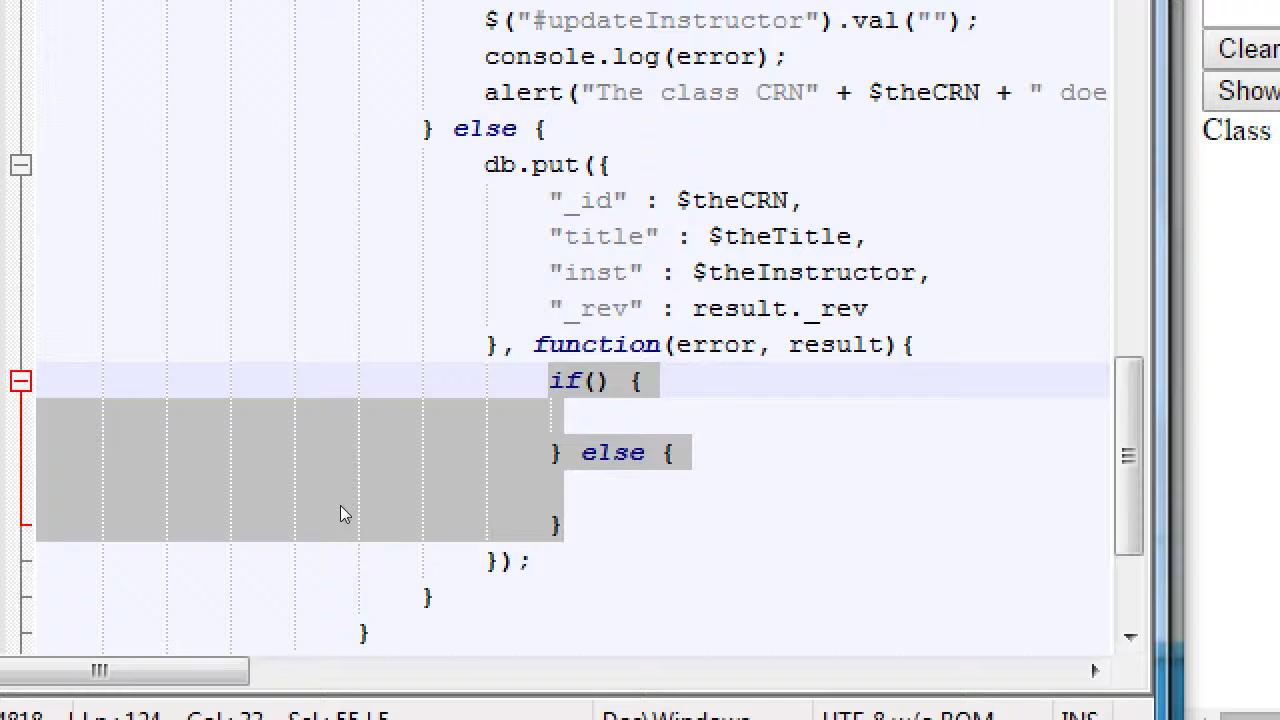 $("#updateInstructor").val("");
console.log(error);
alert("The class CRN" + $theCRN + " doe
} else {
db.put({
"_id" : $theCRN,
"title" : $theTitle,
"inst" : $theInstructor,
"_rev" : result._rev
}, function(error, result){
if() {
} else {
}
});
}
}
Clear
Show
Class